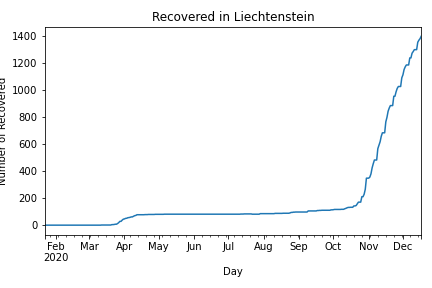 Recovered in Liechtenstein
Number of Recovered
1400
1200
1000
800
600
400
200
0
Feb Mar Apr May Jun Jul Aug Sep Oct Nov Dec
2020
Day